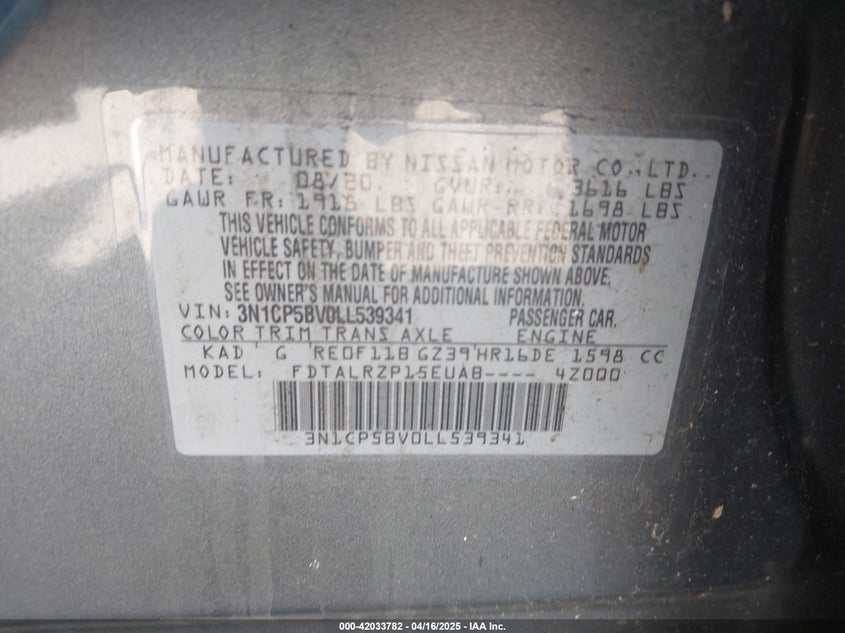 MANUFACTURED BY NISSAN MOTOR CO.,LTD.
DATE: 08/20 GVWR: 3616 LBS
GAWR FR: 1918 LBS GAWR RR: 1698 LBS
THIS VEHICLE CONFORMS TO ALL APPLICABLE FEDERAL MOTOR
VEHICLE SAFETY, BUMPER AND THEFT PREVENTION STANDARDS
IN EFFECT ON THE DATE OF MANUFACTURE SHOWN ABOVE.
SEE OWNER'S MANUAL FOR ADDITIONAL INFORMATION.
VIN: 3N1CP5BV0LL539341 PASSENGER CAR.
COLOR TRIM TRANS AXLE ENGINE
KAD G RE0F11B GZ39 HR16DE 1598 CC
MODEL: FDTALRZP15EUAB---- 4Z000
3N1CP5BV0LL539341
000-42033782 - 04/16/2025 - IAA Inc.